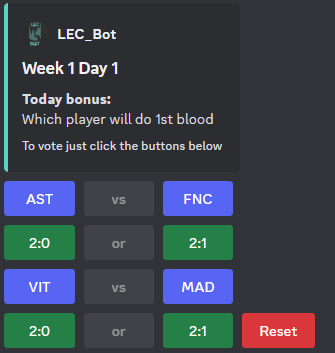 LEC_Bot
Week 1 Day 1
Today bonus:
Which player will do 1st blood
To vote just click the buttons below
AST vs FNC
2:0 or 2:1
VIT vs MAD
2:0 or 2:1 Reset